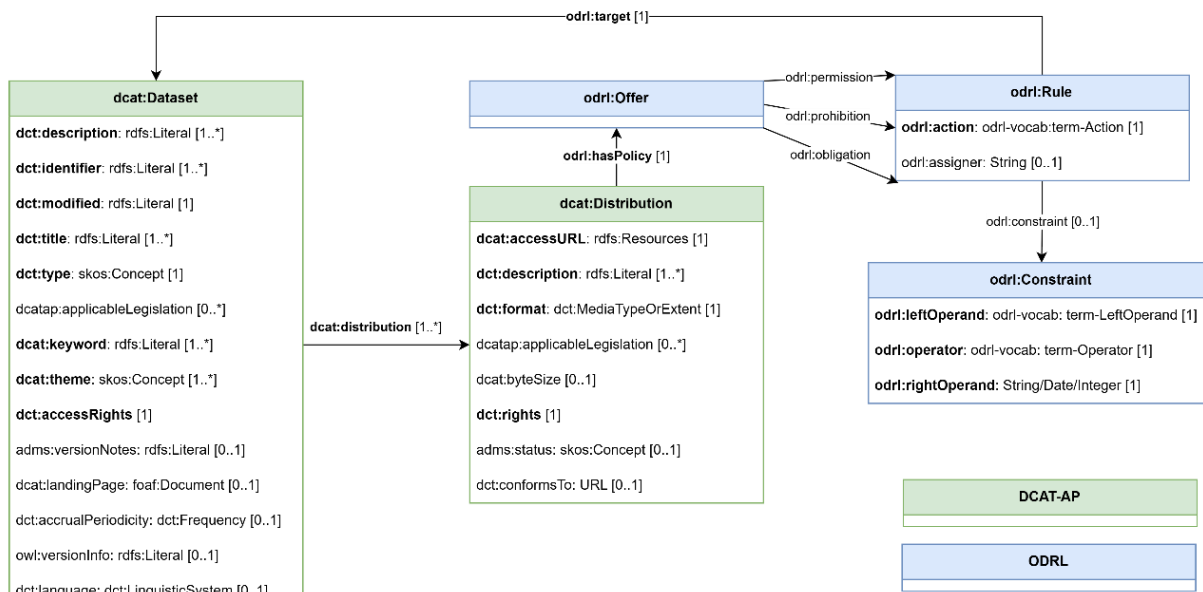 odrl:target [1]
dcat:Dataset
dct:description: rdfs:Literal [1..*]
dct:identifier: rdfs:Literal [1..*]
dct:modified: rdfs:Literal [1]
dct:title: rdfs:Literal [1..*]
dct:type: skos:Concept [1]
dcatap:applicableLegislation [0..*]
dcat:keyword: rdfs:Literal [1..*]
dcat:theme: skos:Concept [1..*]
dct:accessRights [1]
adms:versionNotes: rdfs:Literal [0..1]
dcat:landingPage: foaf:Document [0..1]
dct:accrualPeriodicity: dct:Frequency [0..1]
owl:versionInfo: rdfs:Literal [0..1]
dct:language: dct:LinguisticSystem [0..1]
dcat:distribution [1..*]
odrl:Offer
odrl:hasPolicy [1]
dcat:Distribution
dcat:accessURL: rdfs:Resources [1]
dct:description: rdfs:Literal [1..*]
dct:format: dct:MediaTypeOrExtent [1]
dcatap:applicableLegislation [0..*]
dcat:byteSize [0..1]
dct:rights [1]
adms:status: skos:Concept [0..1]
dct:conformsTo: URL [0..1]
odrl:permission
odrl:prohibition
odrl:obligation
odrl:Rule
odrl:action: odrl-vocab:term-Action [1]
odrl:assigner: String [0..1]
odrl:constraint [0..1]
odrl:Constraint
odrl:leftOperand: odrl-vocab: term-LeftOperand [1]
odrl:operator: odrl-vocab: term-Operator [1]
odrl:rightOperand: String/Date/Integer [1]
DCAT-AP
ODRL